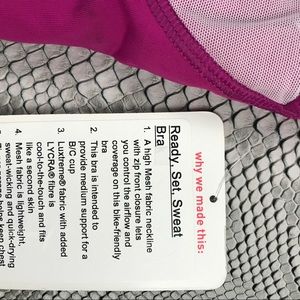 why we made this:
Ready. Set. Sweat
Bra
1. A high Mesh fabric neckline
with zip front closure lets
you control the airflow and
coverage on this bike-friendly
bra
2. This bra is intended to
provide medium support for a
B/C cup
3. Luxtreme® fabric with added
LYCRA® fibre is
cool-to-the-touch and fits
like a second skin
4. Mesh fabric is lightweight,
sweat-wicking and quick-drying
keep chest